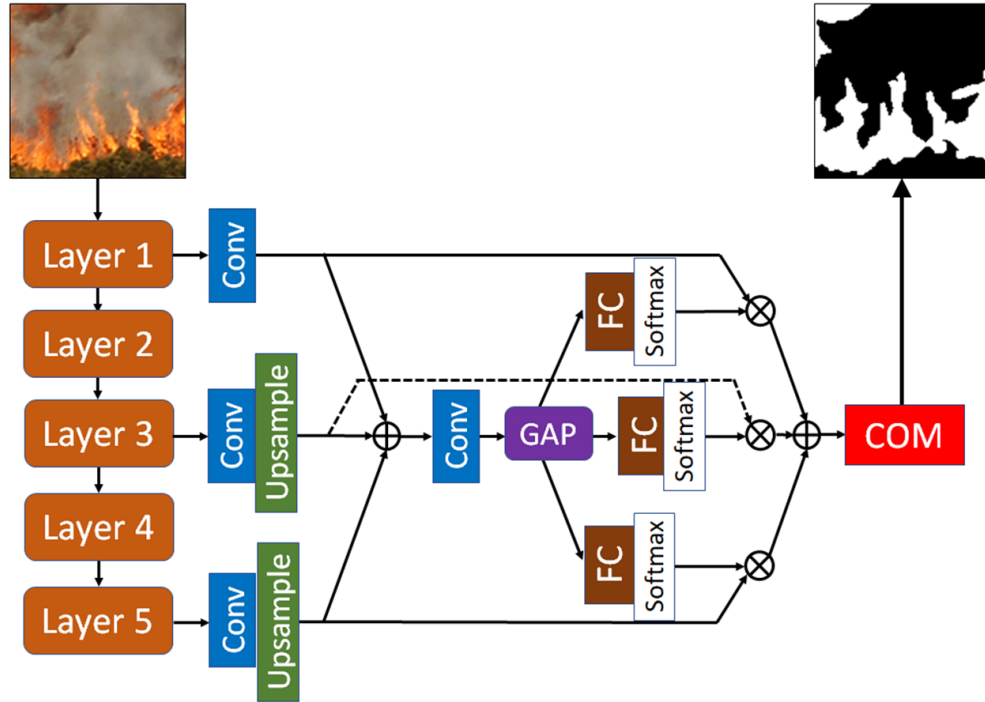 Layer 1
Conv
Layer 2
Layer 3
Conv
Upsample
Layer 4
Layer 5
Conv
Upsample
Conv
GAP
FC
Softmax
FC
Softmax
FC
Softmax
COM